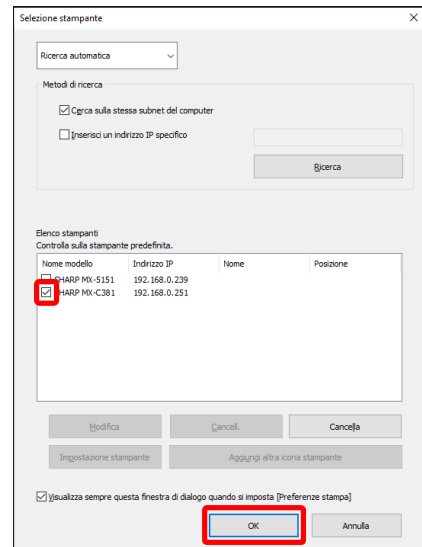 Selezione stampante
Ricerca automatica
Metodi di ricerca
Cerca sulla stessa subnet del computer
Inserisci un indirizzo IP specifico
Ricerca
Elenco stampanti
Controlla sulla stampante predefinita.
Nome modello Indirizzo IP Nome Posizione
SHARP MX-5151 192.168.0.239
SHARP MX-C381 192.168.0.251
Modifica Cancell. Cancella
Impostazione stampante Aggiungi altra icona stampante
Visualizza sempre questa finestra di dialogo quando si imposta [Preferenze stampa]
OK Annulla